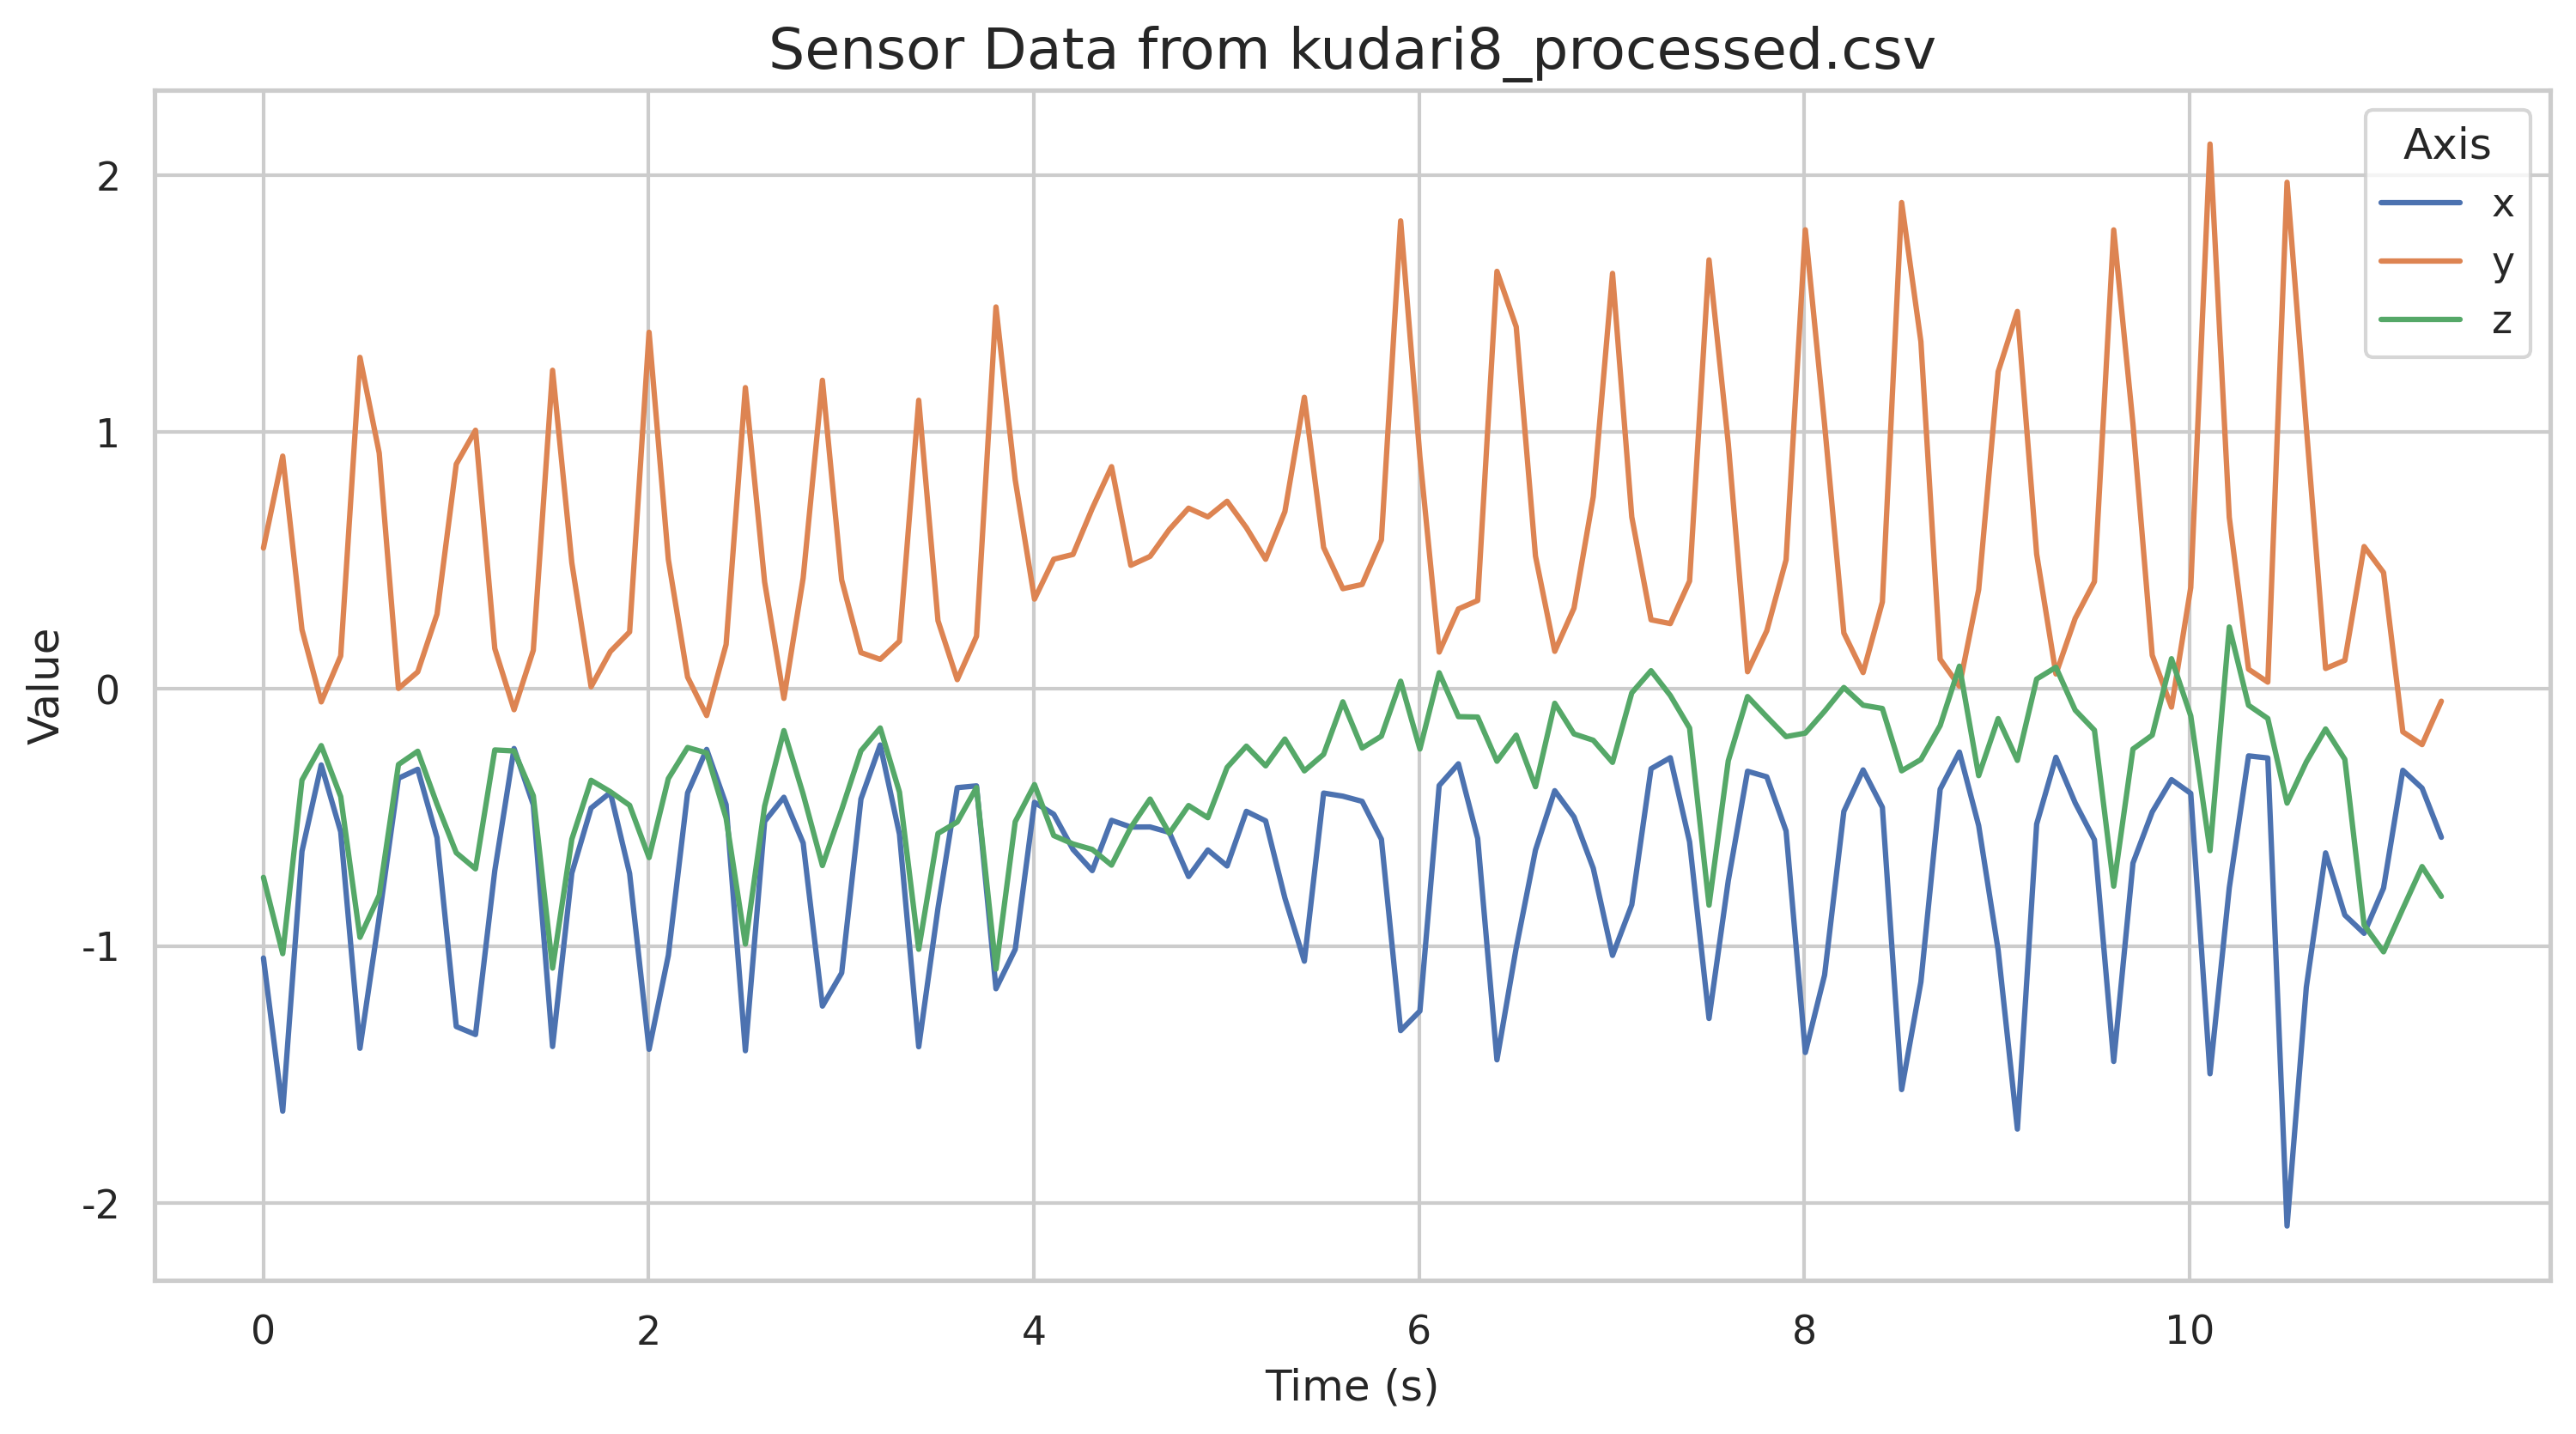 Sensor Data from kudari8_processed.csv
Axis
x
y
z
2
1
0
-1
-2
Value
0 2 4 6 8 10
Time (s)